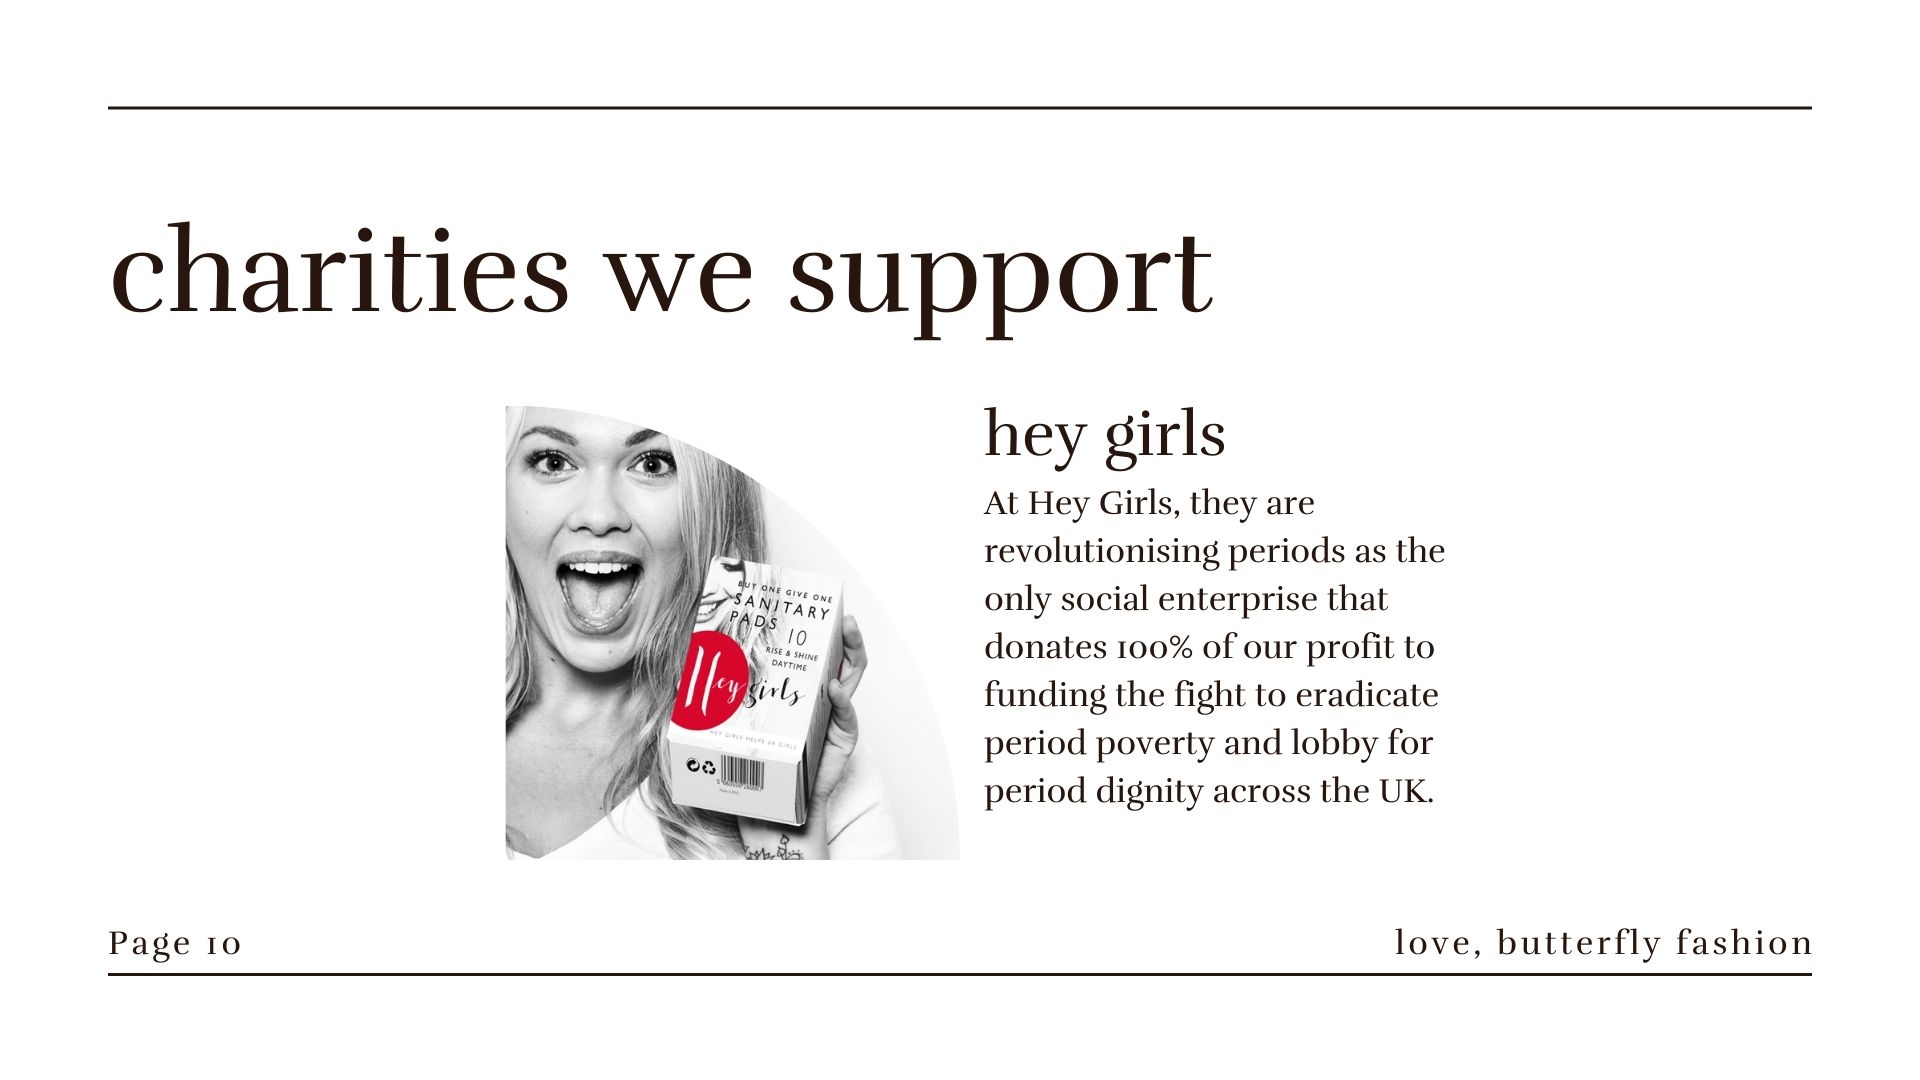 charities we support
hey girls
At Hey Girls, they are
revolutionising periods as the
only social enterprise that
donates 100% of our profit to
funding the fight to eradicate
period poverty and lobby for
period dignity across the UK.
BUY ONE GIVE ONE
SANITARY
PADS 10
RISE & SHINE
DAYTIME
Hey girls
HEY GIRLS HELPS UK GIRLS
Page 10
love, butterfly fashion